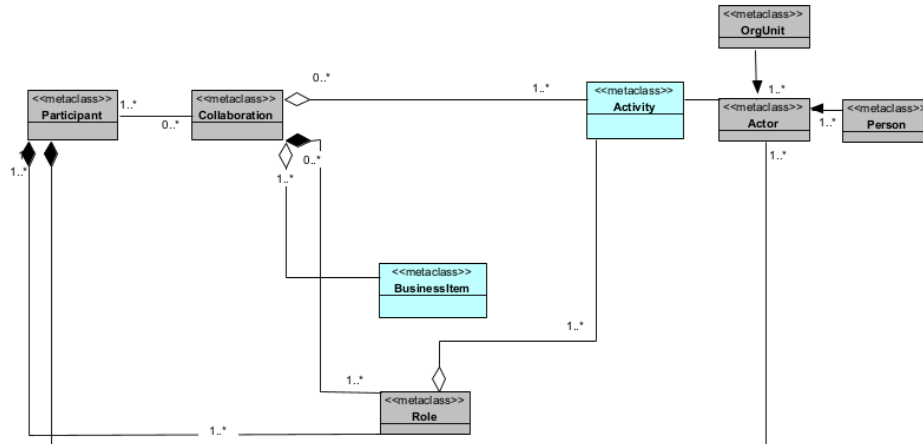 <<metaclass>>
OrgUnit
0..*
1..*
1..*
<<metaclass>>
Participant
1..*
0..*
<<metaclass>>
Collaboration
<<metaclass>>
Activity
<<metaclass>>
Actor
1..*
<<metaclass>>
Person
1..*
0..*
1..*
1..*
<<metaclass>>
BusinessItem
1..*
1..*
<<metaclass>>
Role
1..*